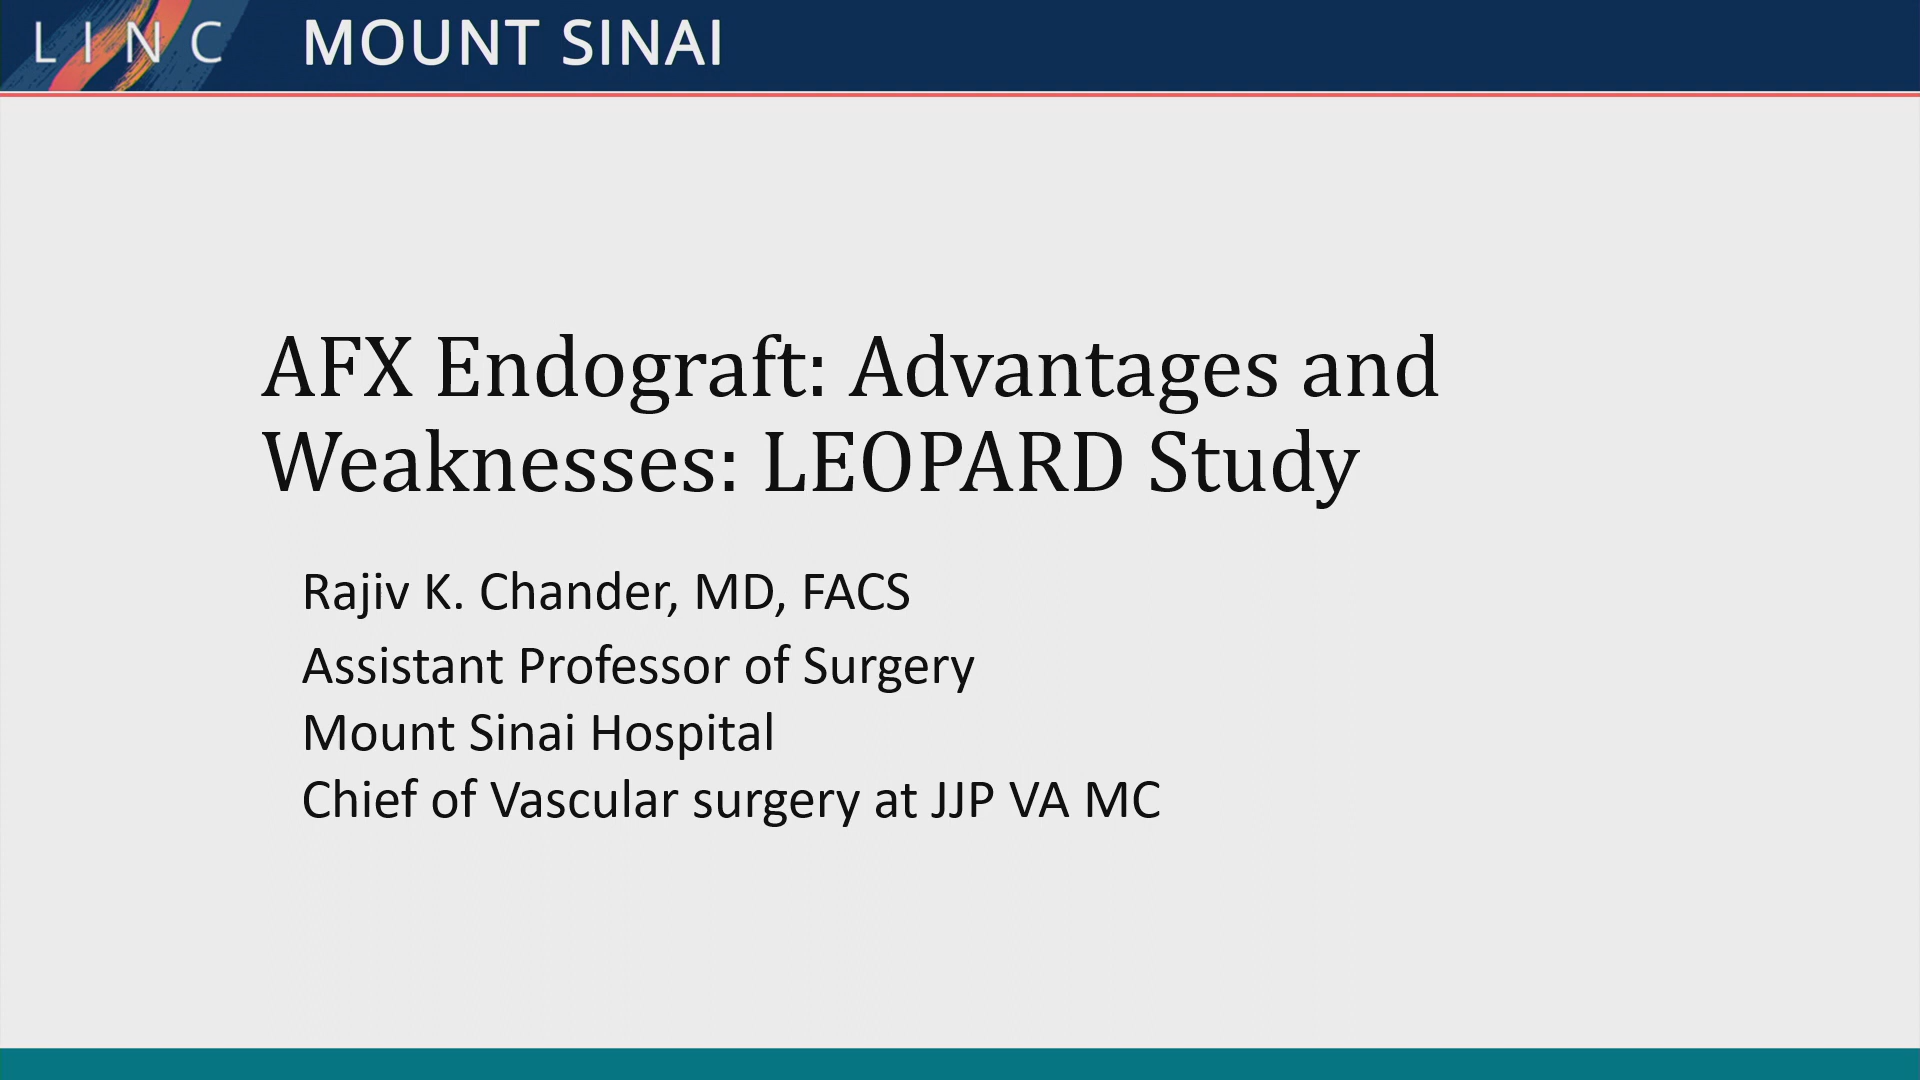 LINC MOUNT SINAI
AFX Endograft: Advantages and
Weaknesses: LEOPARD Study
Rajiv K. Chander, MD, FACS
Assistant Professor of Surgery
Mount Sinai Hospital
Chief of Vascular surgery at JJP VA MC